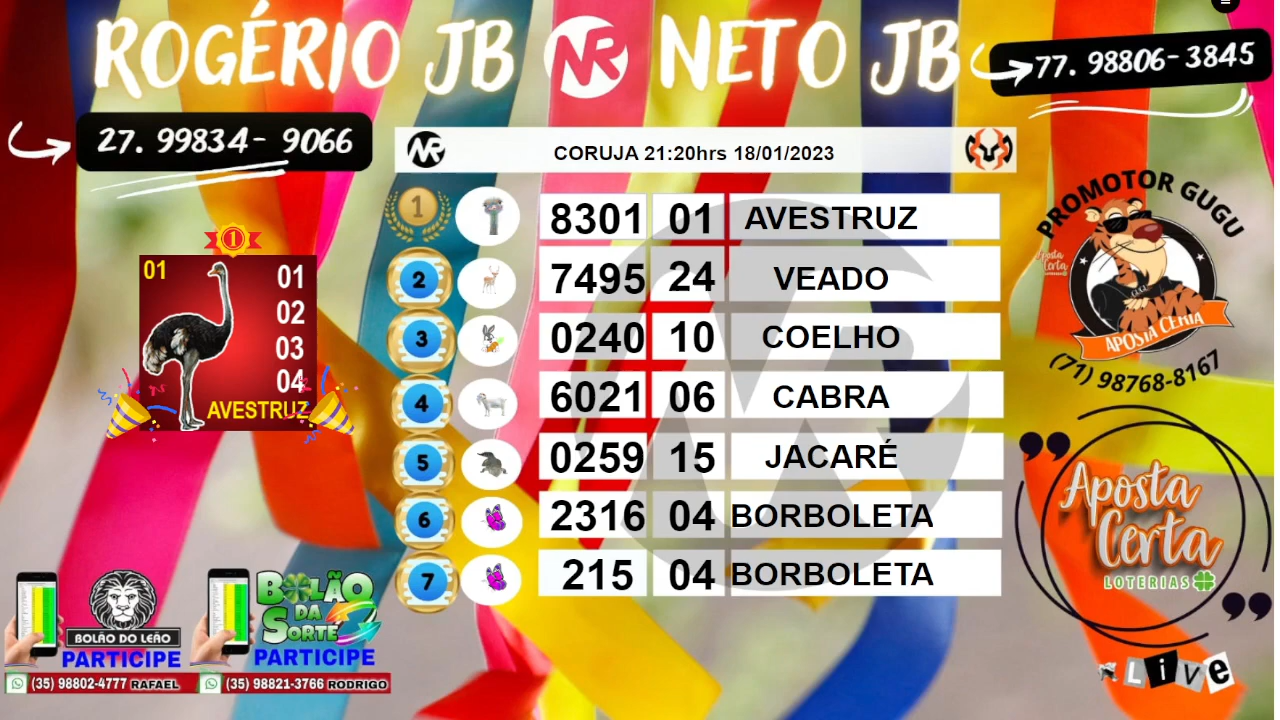 ROGÉRIO JB NR NETO JB
77. 98806-3845
27. 99834-9066
NR CORUJA 21:20hrs 18/01/2023
1 8301 01 AVESTRUZ
2 7495 24 VEADO
3 0240 10 COELHO
4 6021 06 CABRA
5 0259 15 JACARÉ
6 2316 04 BORBOLETA
7 215 04 BORBOLETA
1
01 01
02
03
04
AVESTRUZ
PROMOTOR GUGU
Aposta Certa
GUGU
APOSTA CERTA
(71) 98768-8167
Aposta
Certa
LOTERIAS
LIVe
BOLÃO DO LEÃO
PARTICIPE
(35) 98802-4777 RAFAEL
BOLÃO
DA
SORTE
PARTICIPE
(35) 98821-3766 RODRIGO